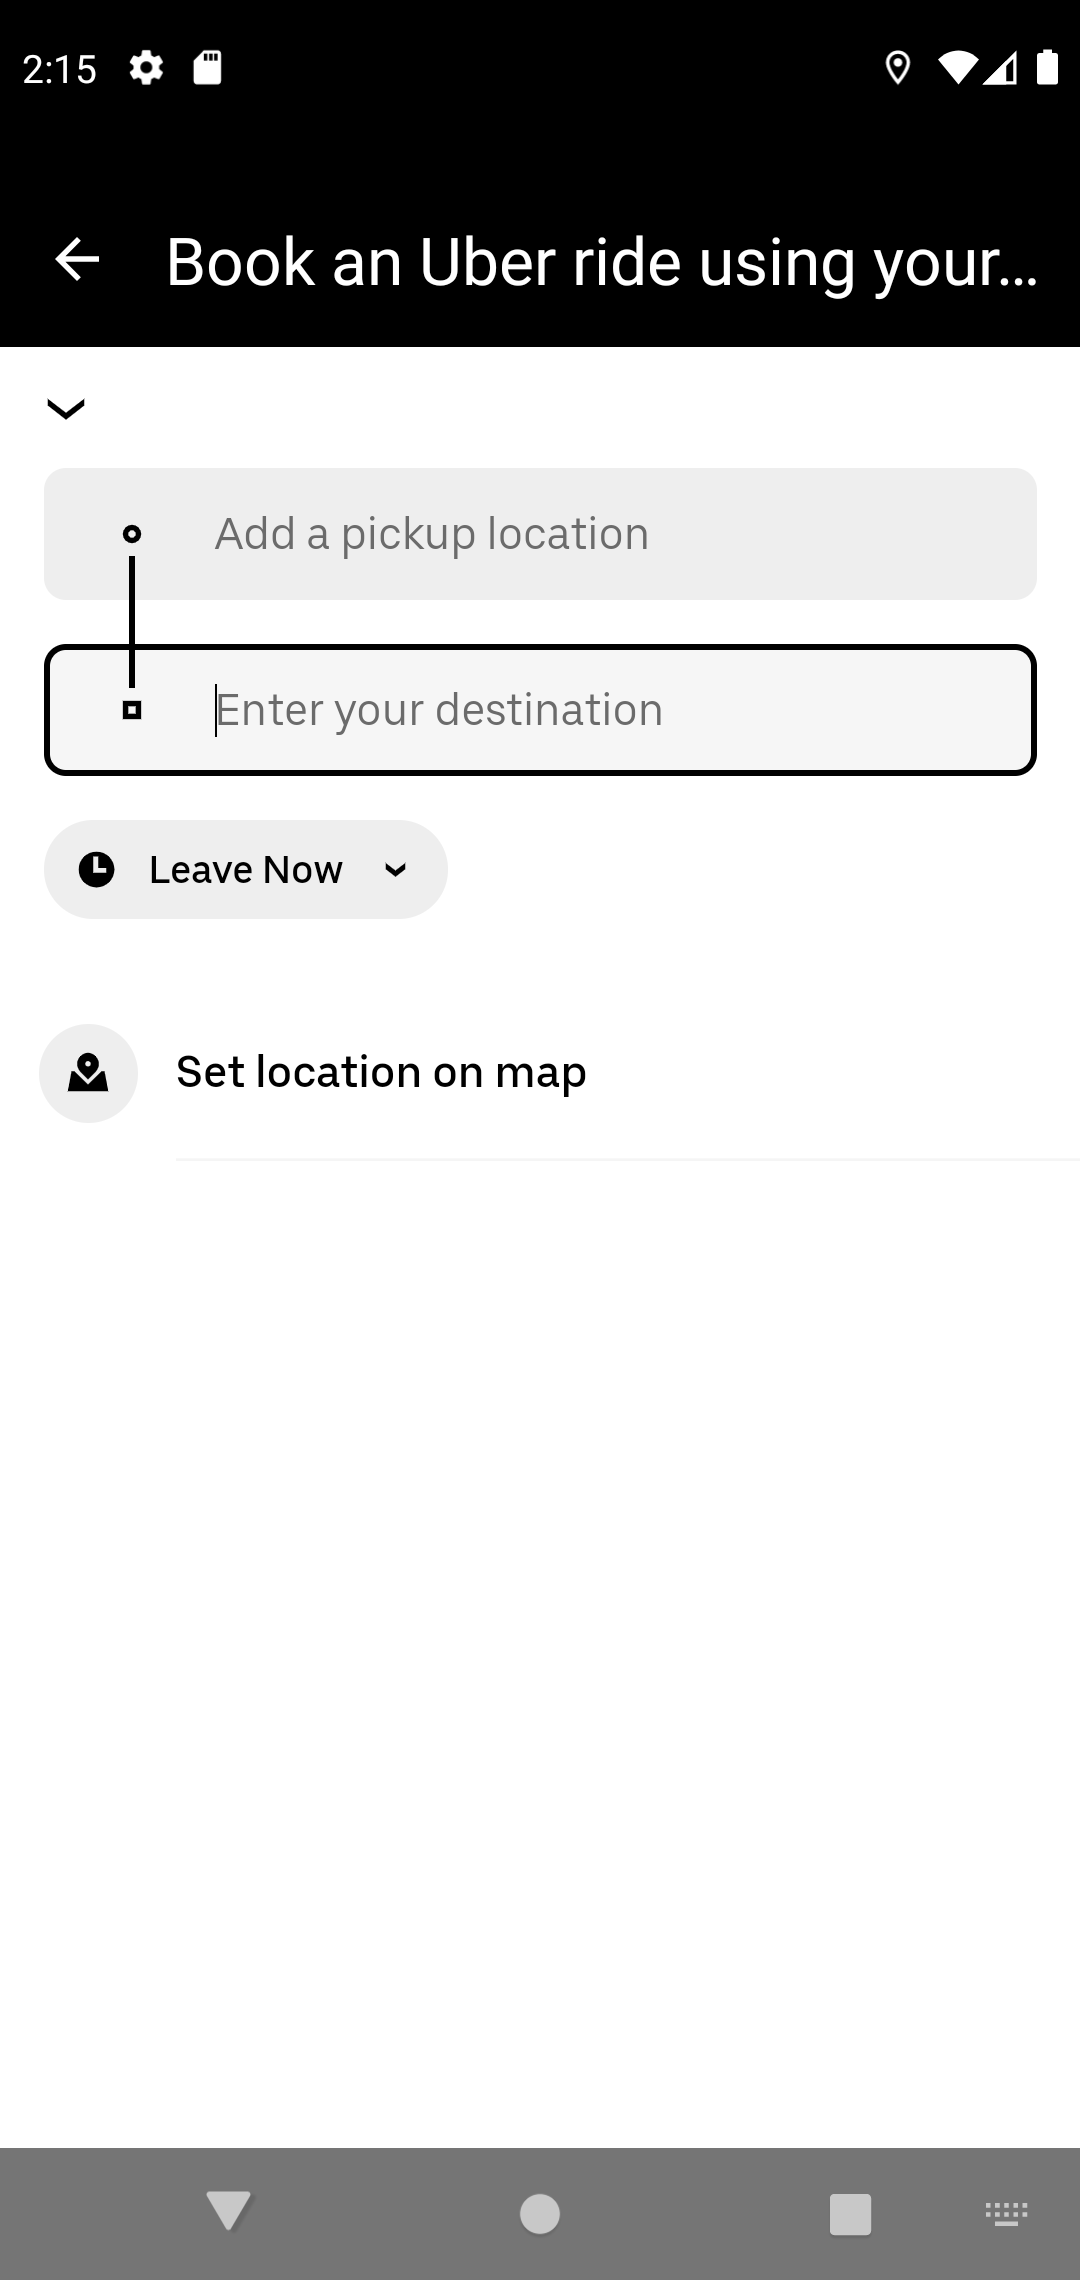 2:15
Book an Uber ride using your...
Add a pickup location
Enter your destination
Leave Now
Set location on map